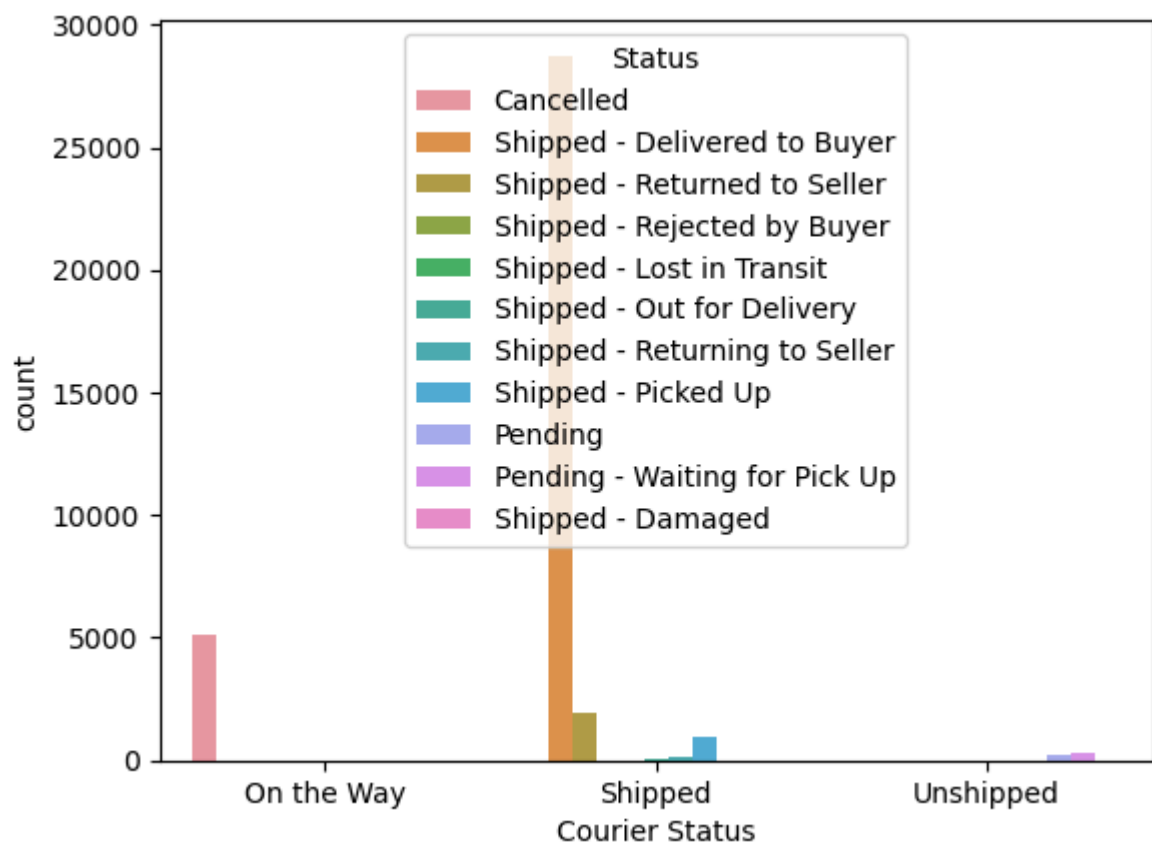 30000
25000
20000
15000
10000
5000
0
count
Status
Cancelled
Shipped - Delivered to Buyer
Shipped - Returned to Seller
Shipped - Rejected by Buyer
Shipped - Lost in Transit
Shipped - Out for Delivery
Shipped - Returning to Seller
Shipped - Picked Up
Pending
Pending - Waiting for Pick Up
Shipped - Damaged
On the Way
Shipped
Unshipped
Courier Status